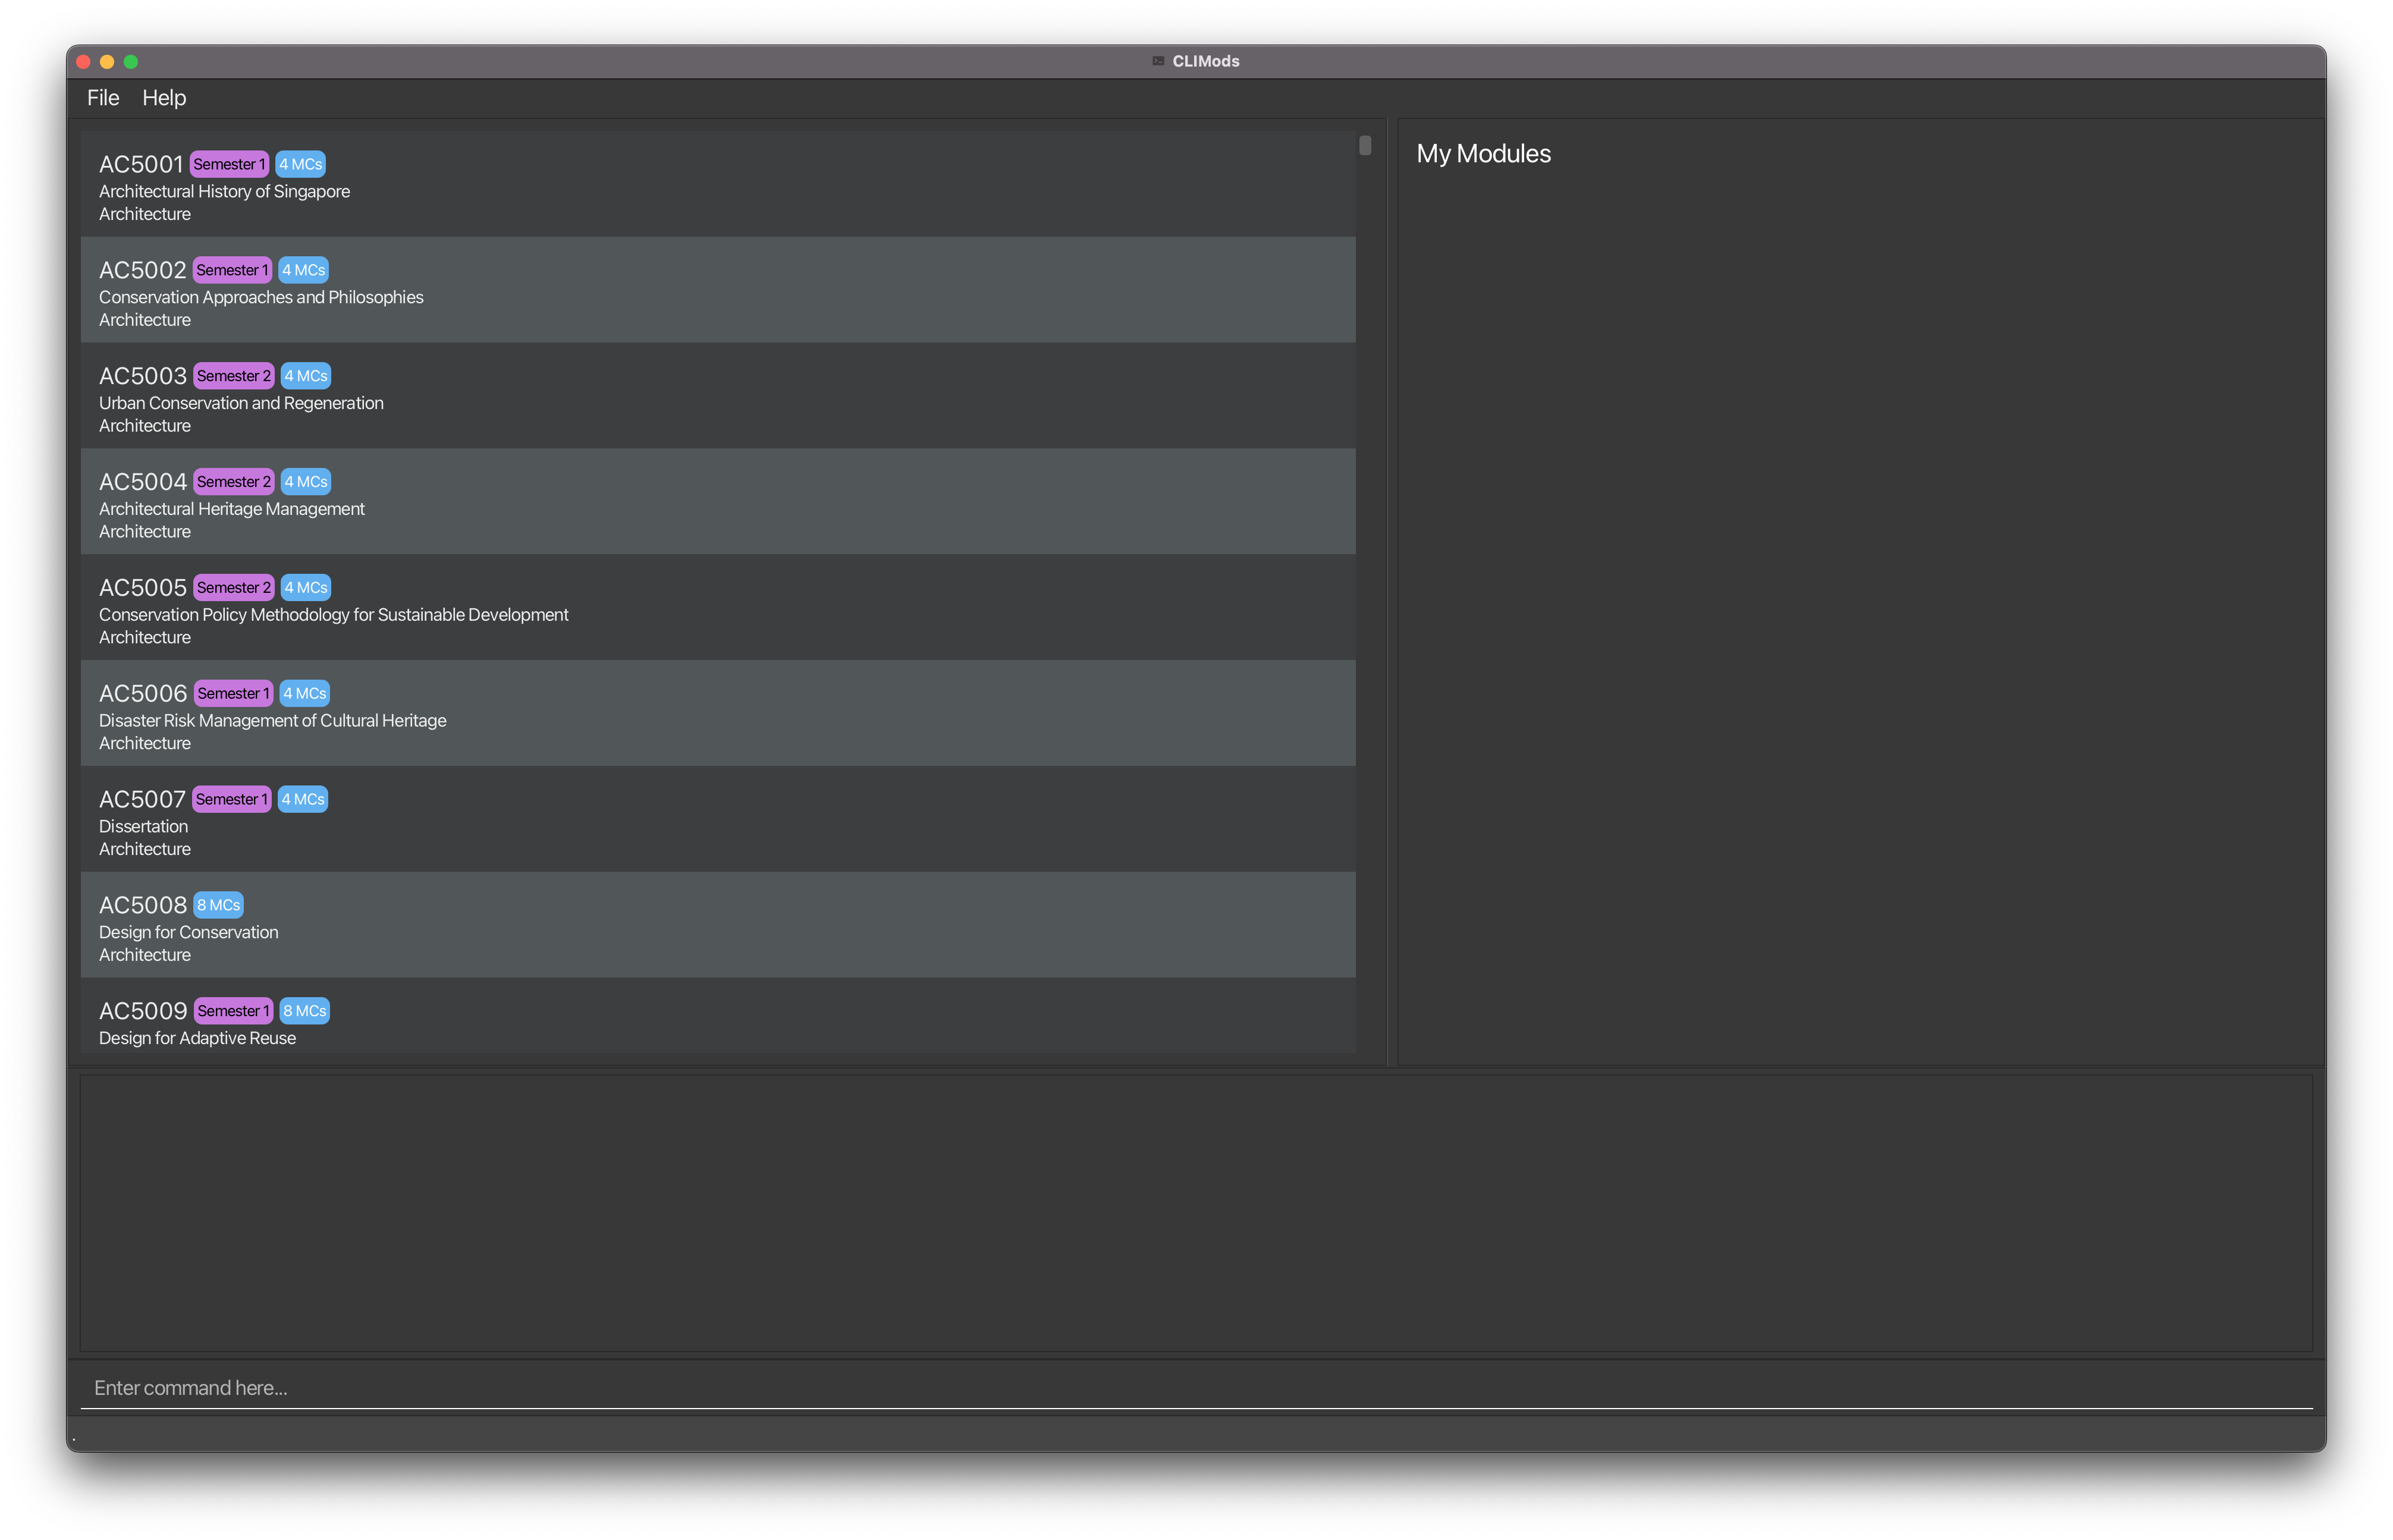 CLIMods
File Help
AC5001 Semester 1 4 MCs
Architectural History of Singapore
Architecture
AC5002 Semester 1 4 MCs
Conservation Approaches and Philosophies
Architecture
AC5003 Semester 2 4 MCs
Urban Conservation and Regeneration
Architecture
AC5004 Semester 2 4 MCs
Architectural Heritage Management
Architecture
AC5005 Semester 2 4 MCs
Conservation Policy Methodology for Sustainable Development
Architecture
AC5006 Semester 1 4 MCs
Disaster Risk Management of Cultural Heritage
Architecture
AC5007 Semester 1 4 MCs
Dissertation
Architecture
AC5008 8 MCs
Design for Conservation
Architecture
AC5009 Semester 1 8 MCs
Design for Adaptive Reuse
My Modules
Enter command here...
.